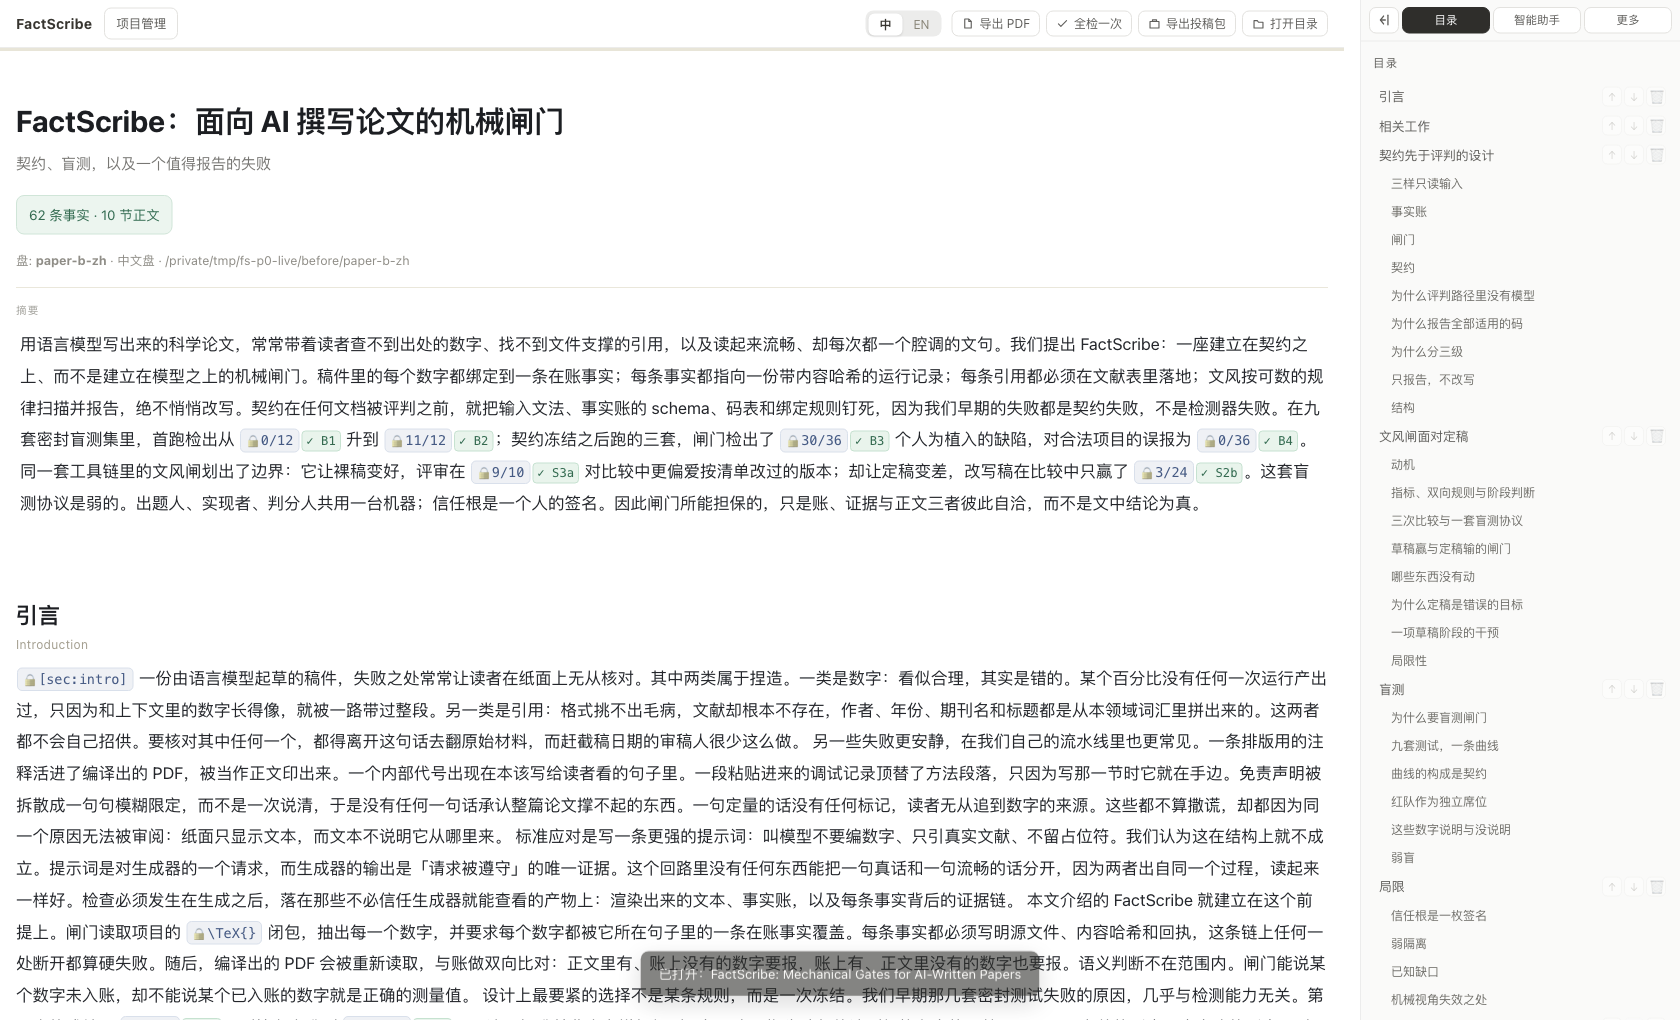 FactScribe 项目管理 中 EN 导出 PDF 全检一次 导出投稿包 打开目录
FactScribe：面向 AI 撰写论文的机械闸门
契约、盲测，以及一个值得报告的失败
62 条事实 · 10 节正文
盘: paper-b-zh · 中文盘 · /private/tmp/fs-p0-live/before/paper-b-zh
摘要
用语言模型写出来的科学论文，常常带着读者查不到出处的数字、找不到文件支撑的引用，以及读起来流畅、却每次都一个腔调的文句。我们提出 FactScribe：一座建立在契约之
上、而不是建立在模型之上的机械闸门。稿件里的每个数字都绑定到一条在账事实；每条事实都指向一份带内容哈希的运行记录；每条引用都必须在文献表里落地；文风按可数的规
律扫描并报告，绝不悄悄改写。契约在任何文档被评判之前，就把输入文法、事实账的 schema、码表和绑定规则钉死，因为我们早期的失败都是契约失败，不是检测器失败。在九
套密封盲测集里，首跑检出从 0/12 ✓ B1 升到 11/12 ✓ B2 ；契约冻结之后跑的三套，闸门检出了 30/36 ✓ B3 个人为植入的缺陷，对合法项目的误报为 0/36 ✓ B4 。
同一套工具链里的文风闸划出了边界：它让裸稿变好，评审在 9/10 ✓ S3a 对比较中更偏爱按清单改过的版本；却让定稿变差，改写稿在比较中只赢了 3/24 ✓ S2b 。这套盲
测协议是弱的。出题人、实现者、判分人共用一台机器；信任根是一个人的签名。因此闸门所能担保的，只是账、证据与正文三者彼此自洽，而不是文中结论为真。
引言
Introduction
[sec:intro] 一份由语言模型起草的稿件，失败之处常常让读者在纸面上无从核对。其中两类属于捏造。一类是数字：看似合理，其实是错的。某个百分比没有任何一次运行产出
过，只因为和上下文里的数字长得像，就被一路带过整段。另一类是引用：格式挑不出毛病，文献却根本不存在，作者、年份、期刊名和标题都是从本领域词汇里拼出来的。这两者
都不会自己招供。要核对其中任何一个，都得离开这句话去翻原始材料，而赶截稿日期的审稿人很少这么做。 另一些失败更安静，在我们自己的流水线里也更常见。一条排版用的注
释活进了编译出的 PDF，被当作正文印出来。一个内部代号出现在本该写给读者看的句子里。一段粘贴进来的调试记录顶替了方法段落，只因为写那一节时它就在手边。免责声明被
拆散成一句句模糊限定，而不是一次说清，于是没有任何一句话承认整篇论文撑不起的东西。一句定量的话没有任何标记，读者无从追到数字的来源。这些都不算撒谎，却都因为同
一个原因无法被审阅：纸面只显示文本，而文本不说明它从哪里来。 标准应对是写一条更强的提示词：叫模型不要编数字、只引真实文献、不留占位符。我们认为这在结构上就不成
立。提示词是对生成器的一个请求，而生成器的输出是「请求被遵守」的唯一证据。这个回路里没有任何东西能把一句真话和一句流畅的话分开，因为两者出自同一个过程，读起来
一样好。检查必须发生在生成之后，落在那些不必信任生成器就能查看的产物上：渲染出来的文本、事实账，以及每条事实背后的证据链。 本文介绍的 FactScribe 就建立在这个前
提上。闸门读取项目的 \TeX{} 闭包，抽出每一个数字，并要求每个数字都被它所在句子里的一条在账事实覆盖。每条事实都必须写明源文件、内容哈希和回执，这条链上任何一
处断开都算硬失败。随后，编译出的 PDF 会被重新读取，与账做双向比对：正文里有、账上没有的数字要报，账上有、正文里没有的数字也要报。语义判断不在范围内。闸门能说某
已打开：FactScribe: Mechanical Gates for AI-Written Papers
个数字未入账，却不能说某个已入账的数字就是正确的测量值。 设计上最要紧的选择不是某条规则，而是一次冻结。我们早期那几套密封测试失败的原因，几乎与检测能力无关。第
目录 智能助手 更多
目录
引言
相关工作
契约先于评判的设计
三样只读输入
事实账
闸门
契约
为什么评判路径里没有模型
为什么报告全部适用的码
为什么分三级
只报告，不改写
结构
文风闸面对定稿
动机
指标、双向规则与阶段判断
三次比较与一套盲测协议
草稿赢与定稿输的闸门
哪些东西没有动
为什么定稿是错误的目标
一项草稿阶段的干预
局限性
盲测
为什么要盲测闸门
九套测试，一条曲线
曲线的构成是契约
红队作为独立席位
这些数字说明与没说明
弱盲
局限
信任根是一枚签名
弱隔离
已知缺口
机械视角失效之处